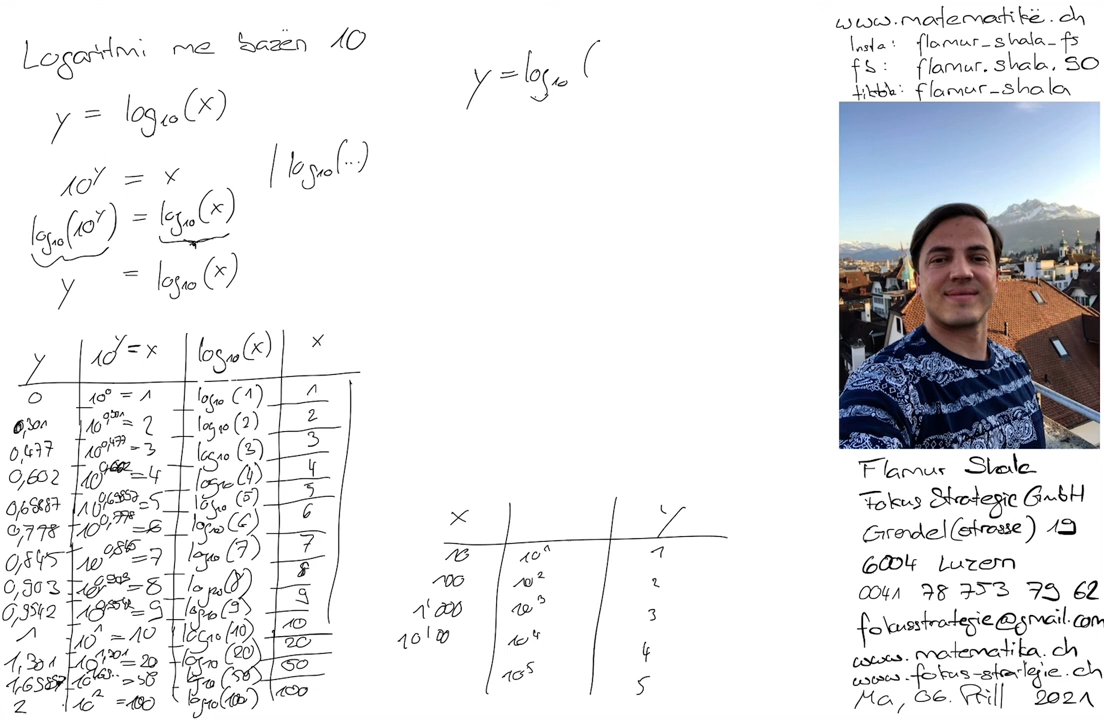 Logaritmi me bazën 10
y = log₁₀(x)
10^y = x | log₁₀(...)
log₁₀(10^y) = log₁₀(x)
y = log₁₀(x)
y 10^y = x log₁₀(x) x
0 10^0 = 1 log₁₀(1) 1
0,301 10^0,301 = 2 log₁₀(2) 2
0,477 10^0,477 = 3 log₁₀(3) 3
0,602 10^0,602 = 4 log₁₀(4) 4
= 5 log₁₀(5) 5
0,778 10^0,778 = 6 log₁₀(6) 6
0,845 10^0,845 = 7 log₁₀(7) 7
0,903 10^0,903 = 8 log₁₀(8) 8
0,9542 10^0,9542 = 9 log₁₀(9) 9
1 10^1 = 10 log₁₀(10) 10
1,301 10^1,301 = 20 log₁₀(20) 20
= 50 log₁₀(50) 50
2 10^2 = 100 log₁₀(100) 100
y = log₁₀(
x y
10 10^1 1
100 10^2 2
1'000 10^3 3
10^4 4
10^5 5
www.matematikë.ch
Insta: flamur_shala_fs
fb: flamur.shala.90
tiktok: flamur_shala
Flamur Shala
Fokus Strategie GmbH
Grendel(strasse) 19
6004 Luzern
0041 78 753 79 62
fokusstrategie@gmail.com
www.matematika.ch
www.fokus-strategie.ch
Ma, 06. Prill 2021